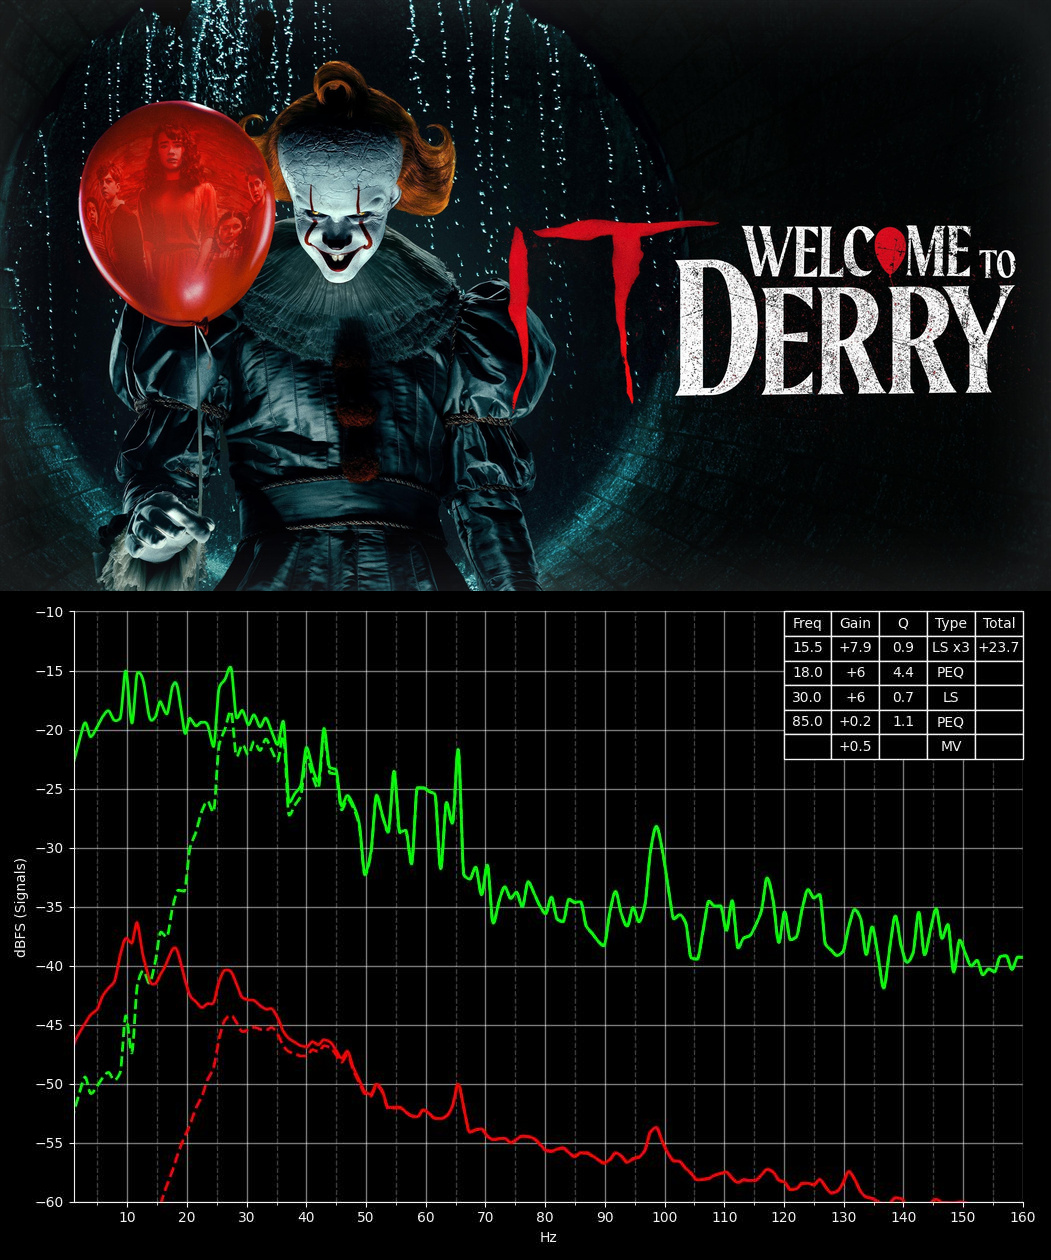 IT WELCOME TO
DERRY
Freq Gain Q Type Total
15.5 +7.9 0.9 LS x3 +23.7
18.0 +6 4.4 PEQ
30.0 +6 0.7 LS
85.0 +0.2 1.1 PEQ
+0.5 MV
−10
−15
−20
−25
−30
−35
−40
−45
−50
−55
−60
dBFS (Signals)
10 20 30 40 50 60 70 80 90 100 110 120 130 140 150 160
Hz